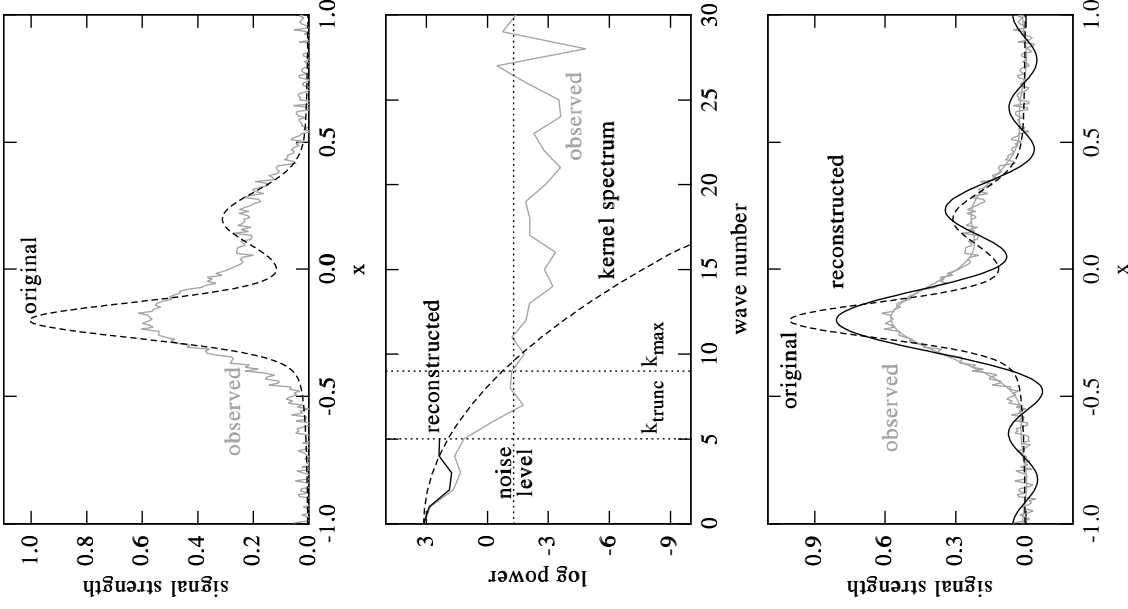 original
observed
signal strength
1.0
0.8
0.6
0.4
0.2
0.0
-1.0
-0.5
0.0
0.5
1.0
x
reconstructed
noise
level
k_trunc
k_max
kernel spectrum
observed
log power
3
0
-3
-6
-9
0
5
10
15
20
25
30
wave number
original
reconstructed
observed
signal strength
0.9
0.6
0.3
0.0
-1.0
-0.5
0.0
0.5
1.0
x